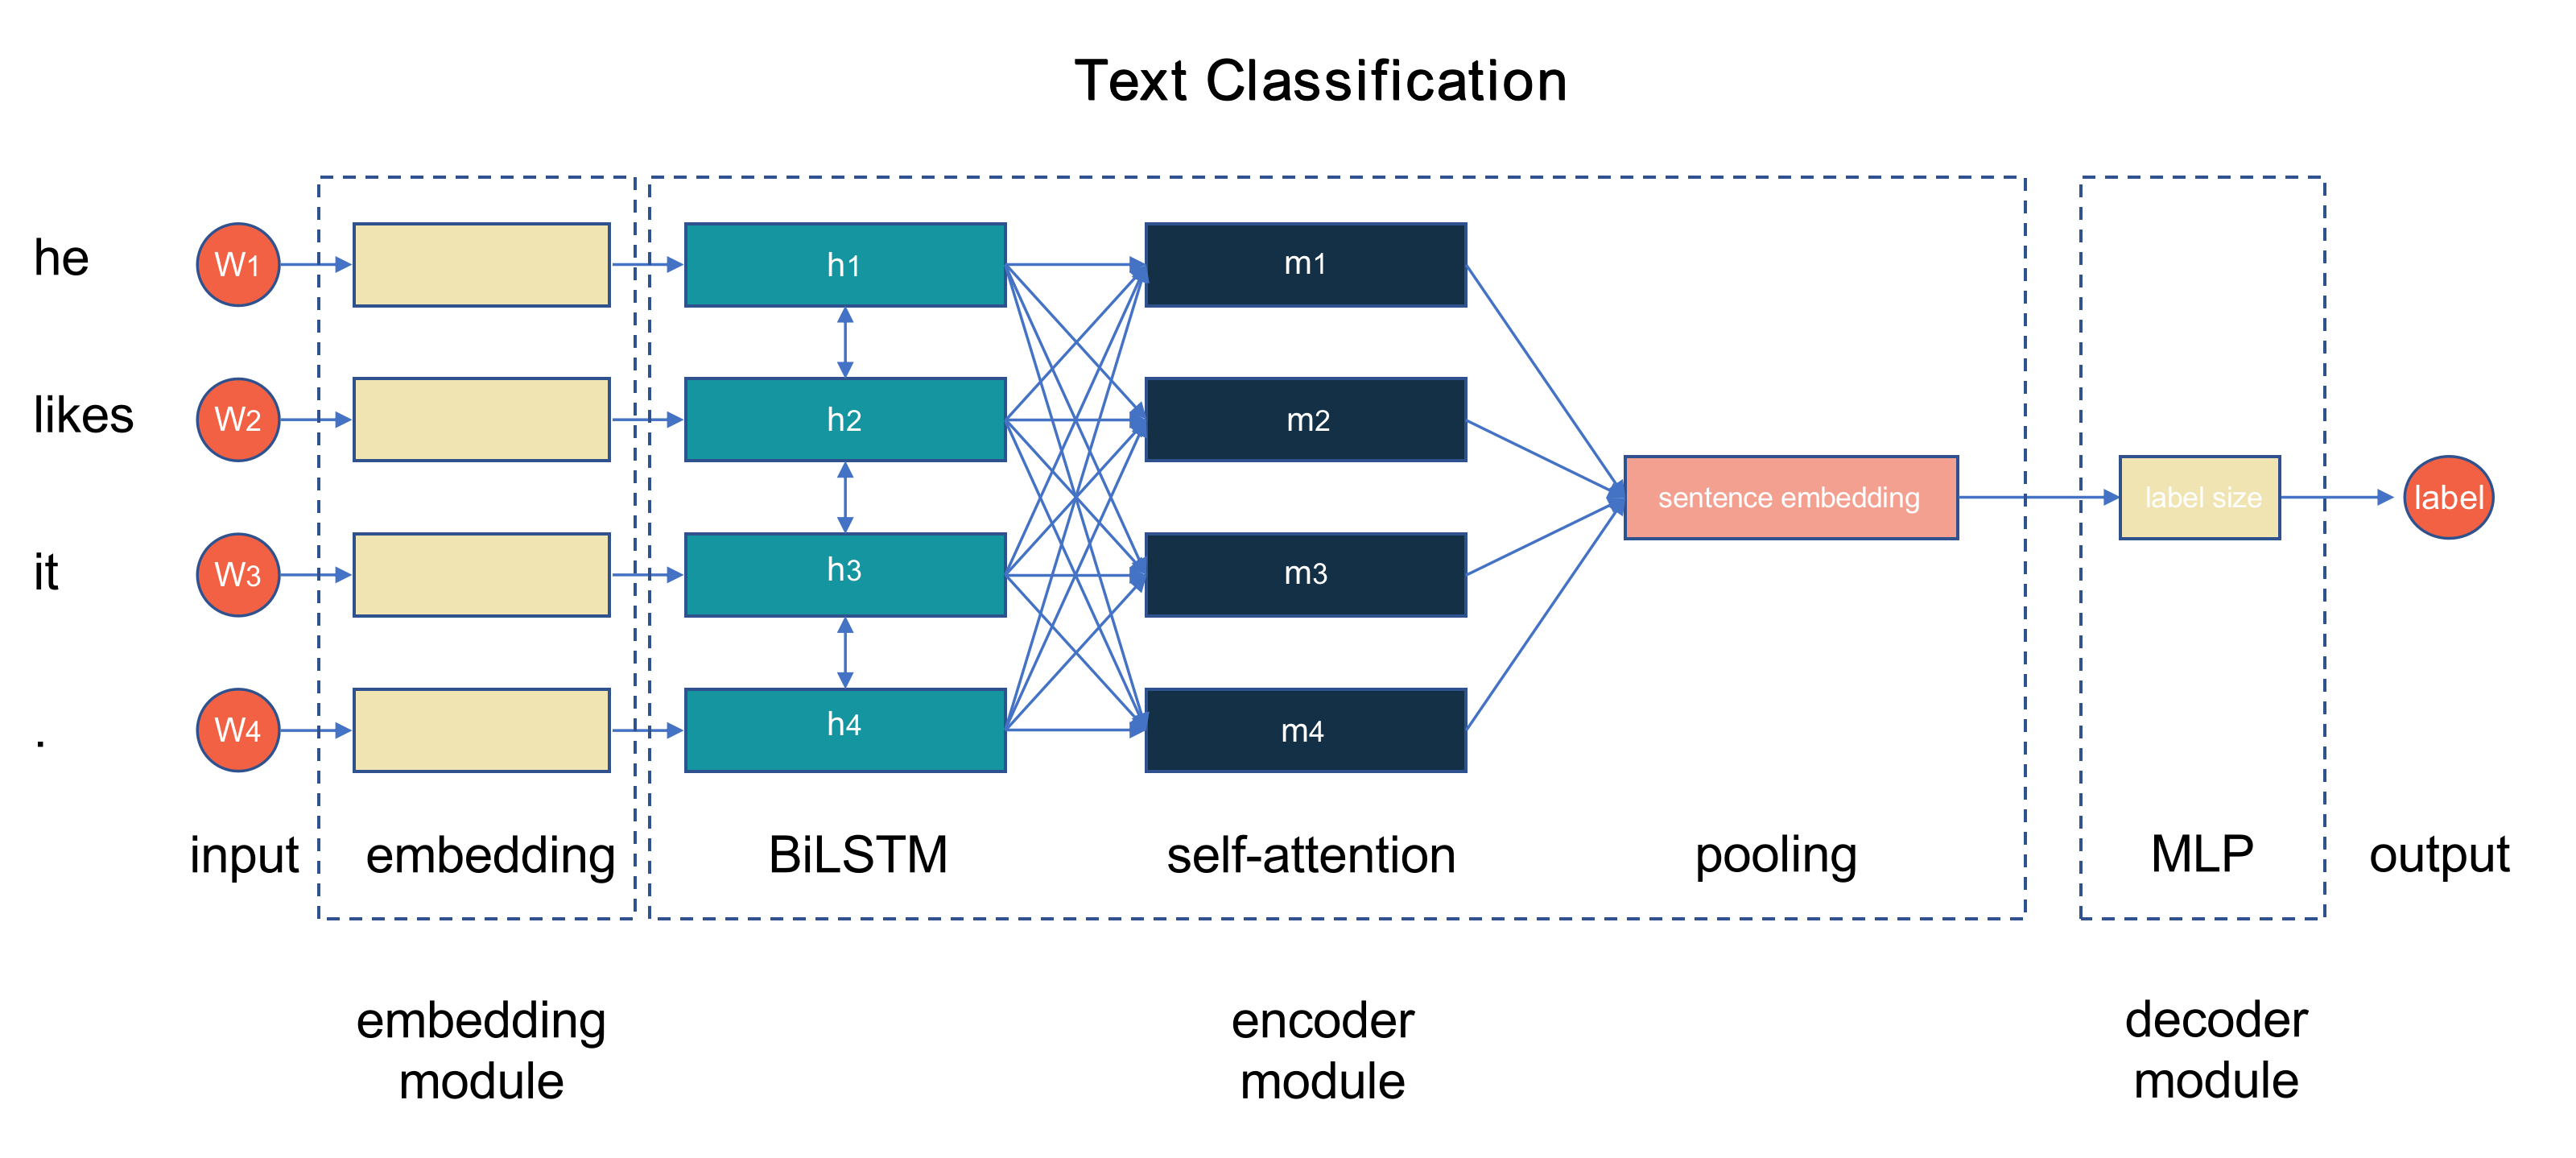 Text Classification
he
W1
h1
m1
likes
W2
h2
m2
sentence embedding
label size
label
it
W3
h3
m3
.
W4
h4
m4
input
embedding
BiLSTM
self-attention
pooling
MLP
output
embedding
module
encoder
module
decoder
module